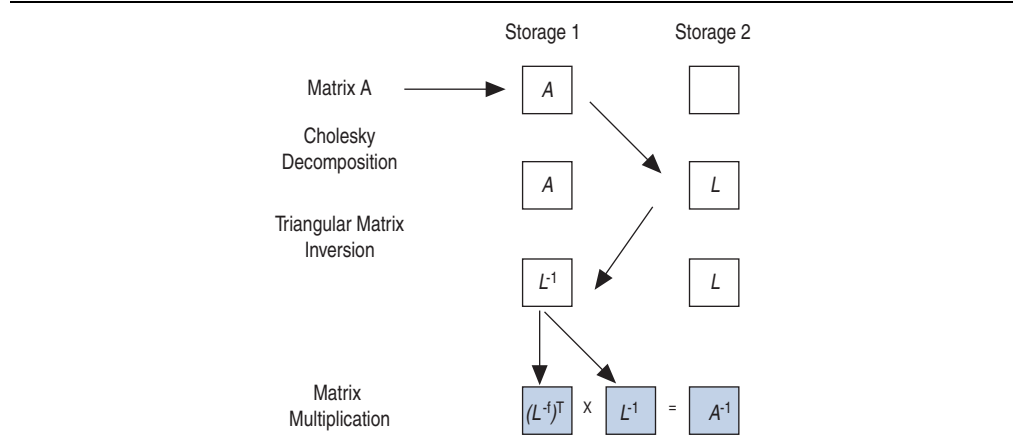 Storage 1 Storage 2
Matrix A A
Cholesky
Decomposition
A L
Triangular Matrix
Inversion
L⁻¹ L
Matrix
Multiplication
(L⁻ᶠ)ᵀ X L⁻¹ = A⁻¹